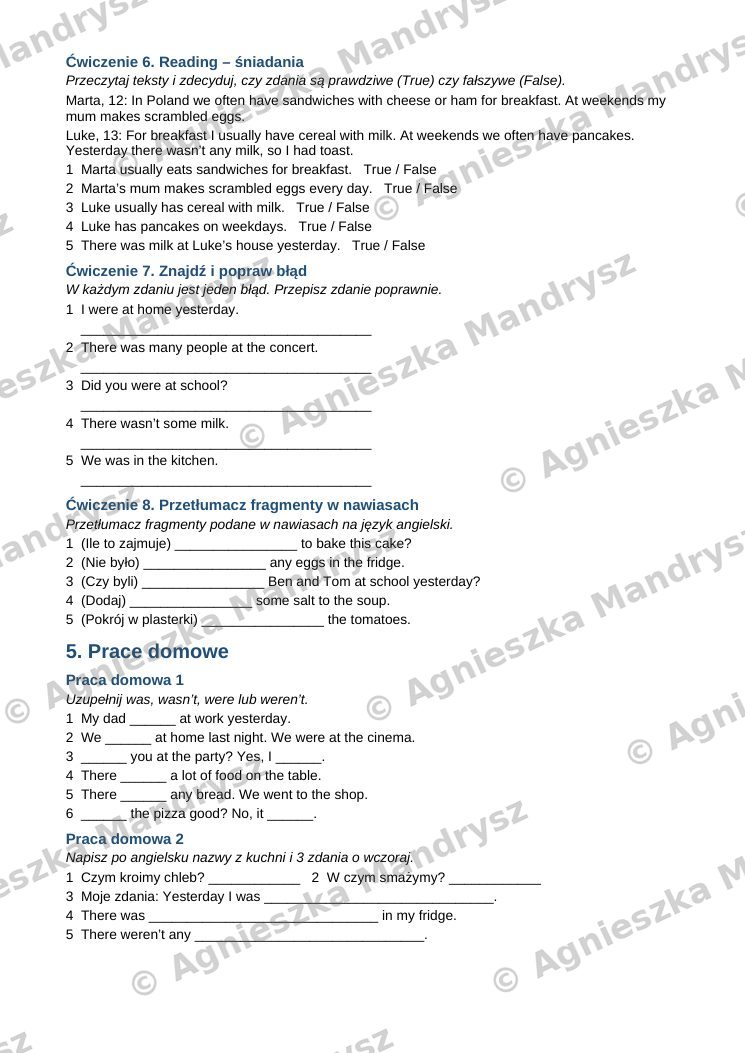 Ćwiczenie 6. Reading – śniadania
Przeczytaj teksty i zdecyduj, czy zdania są prawdziwe (True) czy fałszywe (False).
Marta, 12: In Poland we often have sandwiches with cheese or ham for breakfast. At weekends my
mum makes scrambled eggs.
Luke, 13: For breakfast I usually have cereal with milk. At weekends we often have pancakes.
Yesterday there wasn’t any milk, so I had toast.
1 Marta usually eats sandwiches for breakfast. True / False
2 Marta’s mum makes scrambled eggs every day. True / False
3 Luke usually has cereal with milk. True / False
4 Luke has pancakes on weekdays. True / False
5 There was milk at Luke’s house yesterday. True / False
Ćwiczenie 7. Znajdź i popraw błąd
W każdym zdaniu jest jeden błąd. Przepisz zdanie poprawnie.
1 I were at home yesterday.
______________________________________
2 There was many people at the concert.
______________________________________
3 Did you were at school?
______________________________________
4 There wasn’t some milk.
______________________________________
5 We was in the kitchen.
______________________________________
Ćwiczenie 8. Przetłumacz fragmenty w nawiasach
Przetłumacz fragmenty podane w nawiasach na język angielski.
1 (Ile to zajmuje) ________________ to bake this cake?
2 (Nie było) ________________ any eggs in the fridge.
3 (Czy byli) ________________ Ben and Tom at school yesterday?
4 (Dodaj) ________________ some salt to the soup.
5 (Pokrój w plasterki) ________________ the tomatoes.
5. Prace domowe
Praca domowa 1
Uzupełnij was, wasn’t, were lub weren’t.
1 My dad ______ at work yesterday.
2 We ______ at home last night. We were at the cinema.
3 ______ you at the party? Yes, I ______.
4 There ______ a lot of food on the table.
5 There ______ any bread. We went to the shop.
6 ______ the pizza good? No, it ______.
Praca domowa 2
Napisz po angielsku nazwy z kuchni i 3 zdania o wczoraj.
1 Czym kroimy chleb? ____________ 2 W czym smażymy? ____________
3 Moje zdania: Yesterday I was ______________________________.
4 There was ______________________________ in my fridge.
5 There weren’t any ______________________________.
© Agnieszka Mandrysz